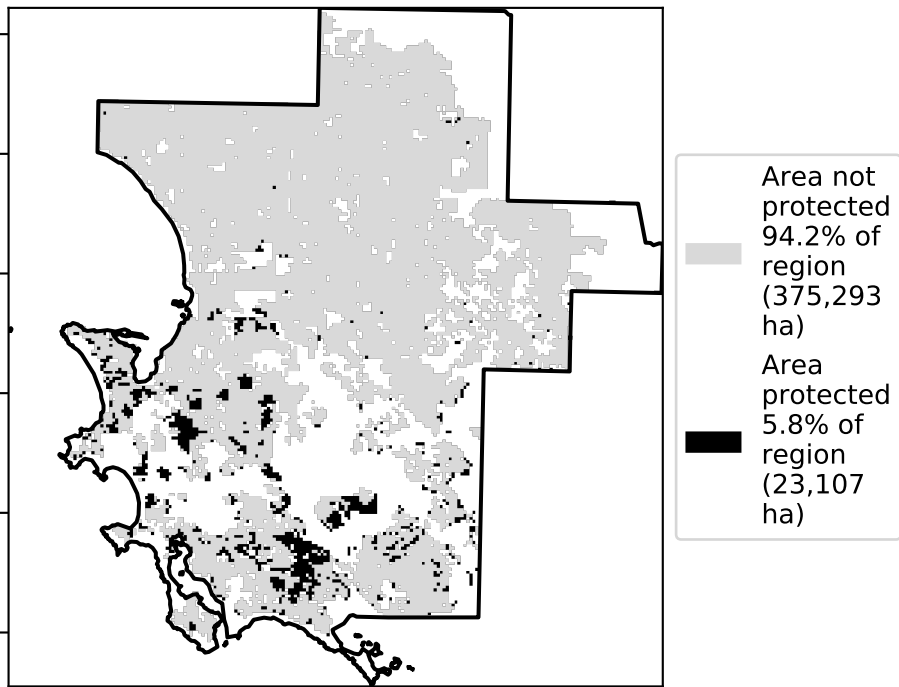 Area not
protected
94.2% of
region
(375,293
ha)
Area
protected
5.8% of
region
(23,107
ha)